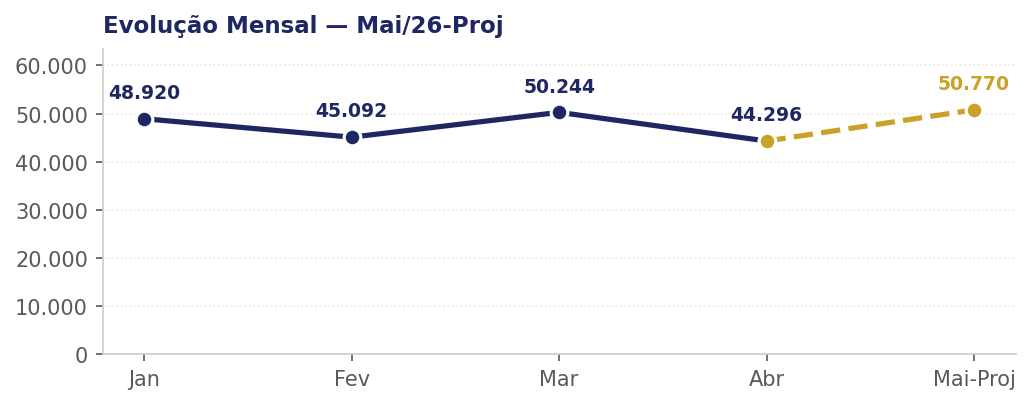 Evolução Mensal — Mai/26-Proj
60.000
50.000
40.000
30.000
20.000
10.000
0
48.920
45.092
50.244
44.296
50.770
Jan
Fev
Mar
Abr
Mai-Proj